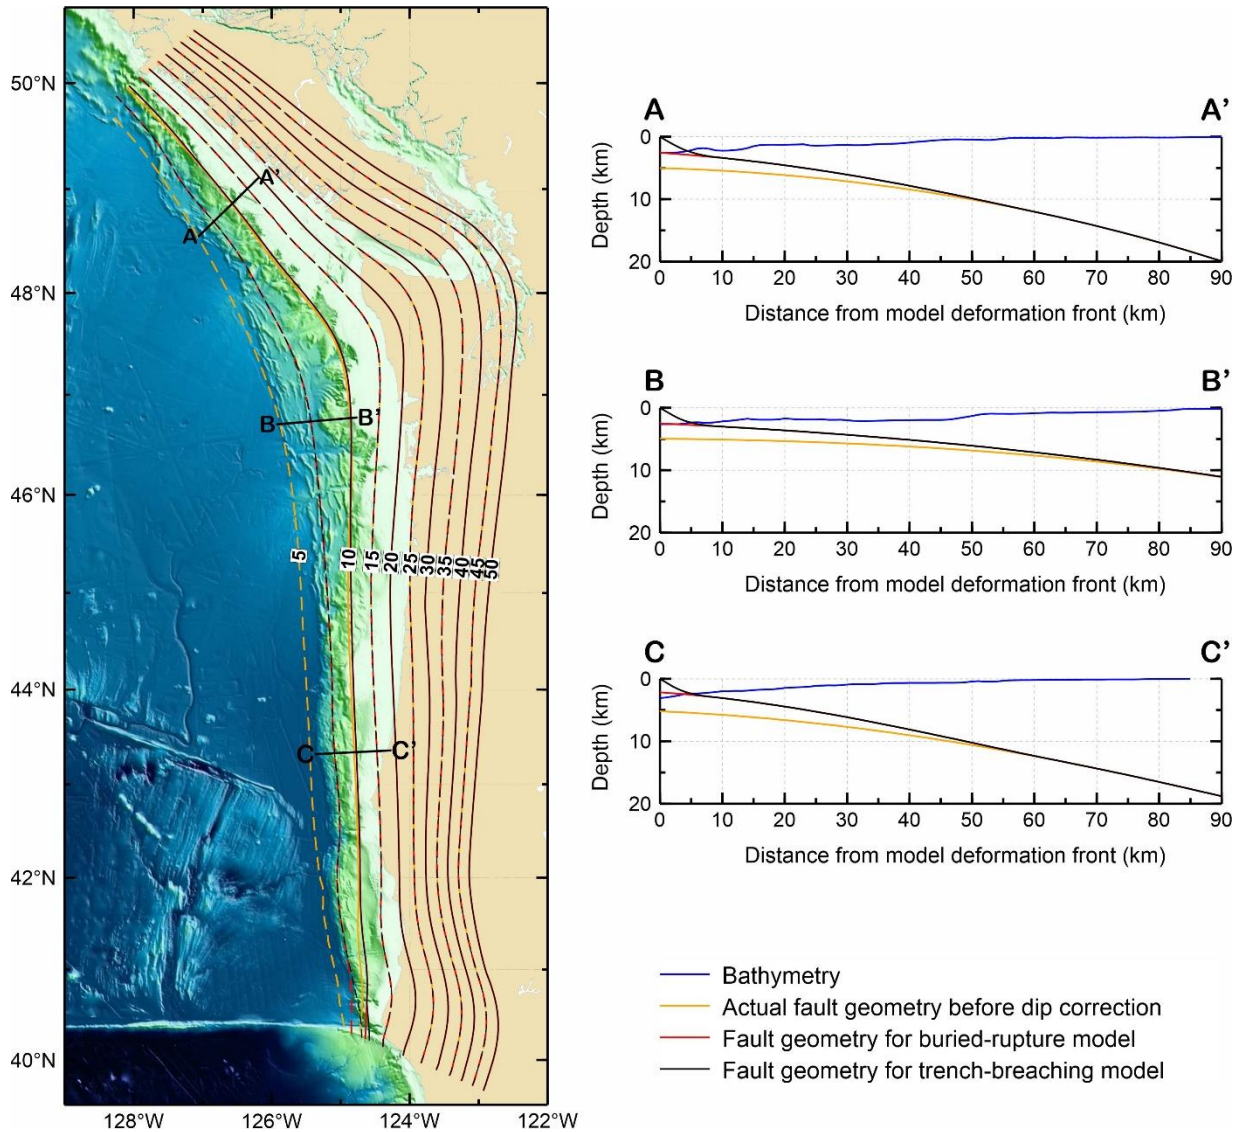 50°N
48°N
46°N
44°N
42°N
40°N
128°W
126°W
124°W
122°W
A
A'
B
B'
C
C'
5
10
15
20
25
30
35
40
45
50
A
A’
0
10
20
Depth (km)
0 10 20 30 40 50 60 70 80 90
Distance from model deformation front (km)
B
B’
0
10
20
Depth (km)
0 10 20 30 40 50 60 70 80 90
Distance from model deformation front (km)
C
C’
0
10
20
Depth (km)
0 10 20 30 40 50 60 70 80 90
Distance from model deformation front (km)
Bathymetry
Actual fault geometry before dip correction
Fault geometry for buried-rupture model
Fault geometry for trench-breaching model